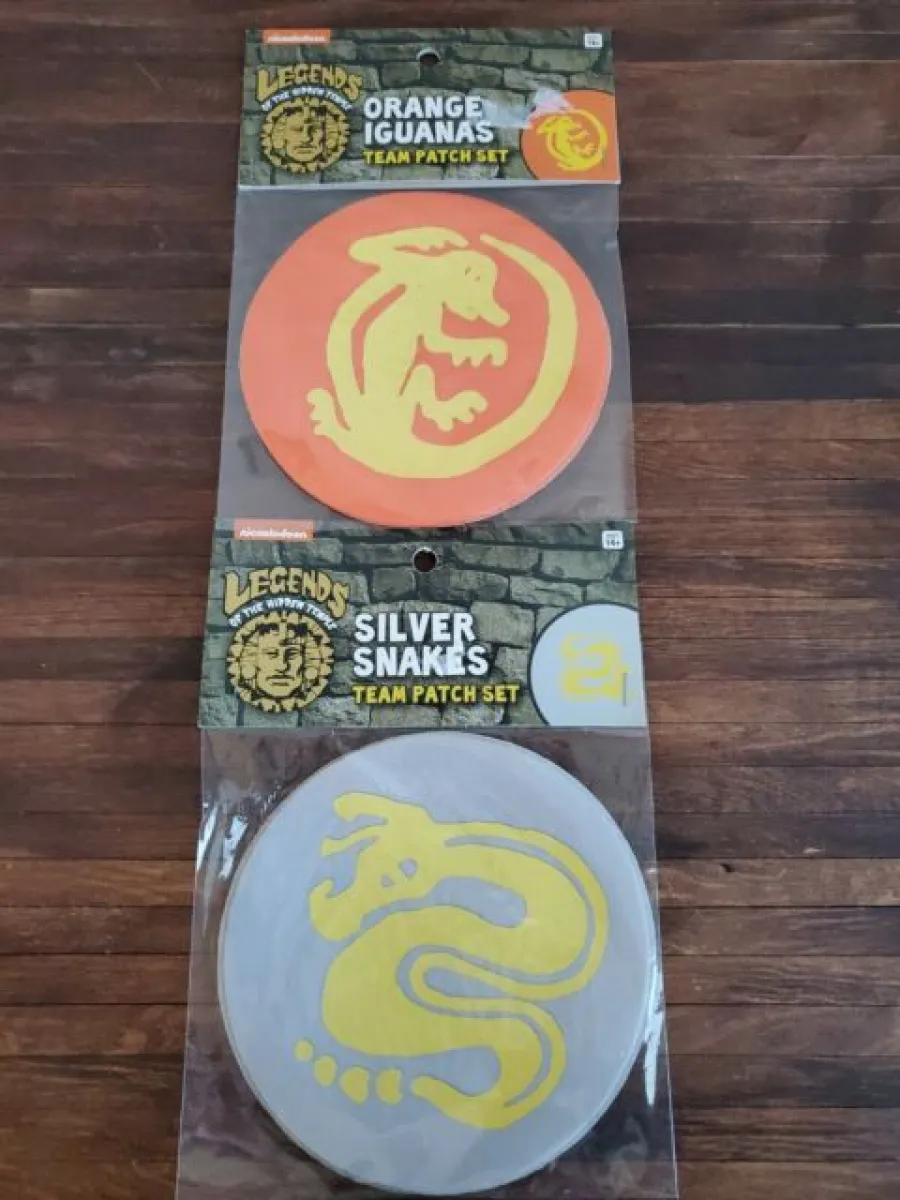 nickelodeon
LEGENDS
OF THE HIDDEN TEMPLE
ORANGE
IGUANAS
TEAM PATCH SET
nickelodeon
LEGENDS
OF THE HIDDEN TEMPLE
SILVER
SNAKES
TEAM PATCH SET
14+